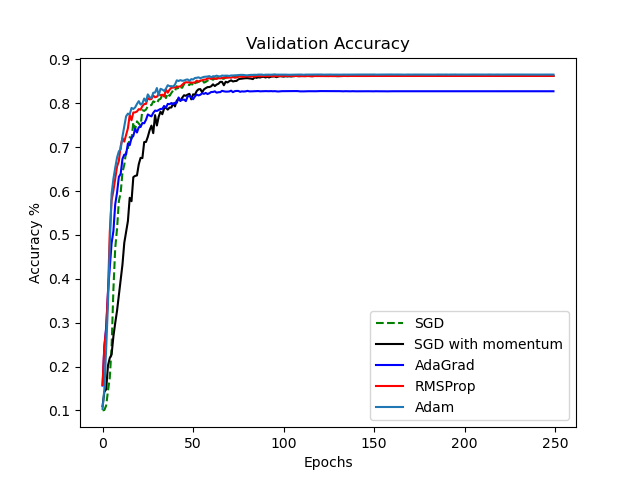 Validation Accuracy
Accuracy %
0.9
0.8
0.7
0.6
0.5
0.4
0.3
0.2
0.1
SGD
SGD with momentum
AdaGrad
RMSProp
Adam
0 50 100 150 200 250
Epochs